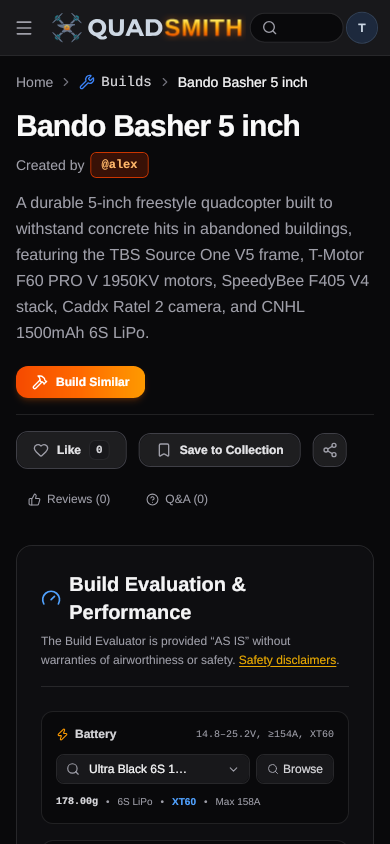 QUADSMITH
T
Home > Builds > Bando Basher 5 inch
Bando Basher 5 inch
Created by @alex
A durable 5-inch freestyle quadcopter built to
withstand concrete hits in abandoned buildings,
featuring the TBS Source One V5 frame, T-Motor
F60 PRO V 1950KV motors, SpeedyBee F405 V4
stack, Caddx Ratel 2 camera, and CNHL
1500mAh 6S LiPo.
Build Similar
Like 0 Save to Collection
Reviews (0) Q&A (0)
Build Evaluation &
Performance
The Build Evaluator is provided “AS IS” without
warranties of airworthiness or safety. Safety disclaimers.
Battery 14.8–25.2V, ≥154A, XT60
Ultra Black 6S 1… Browse
178.00g • 6S LiPo • XT60 • Max 158A